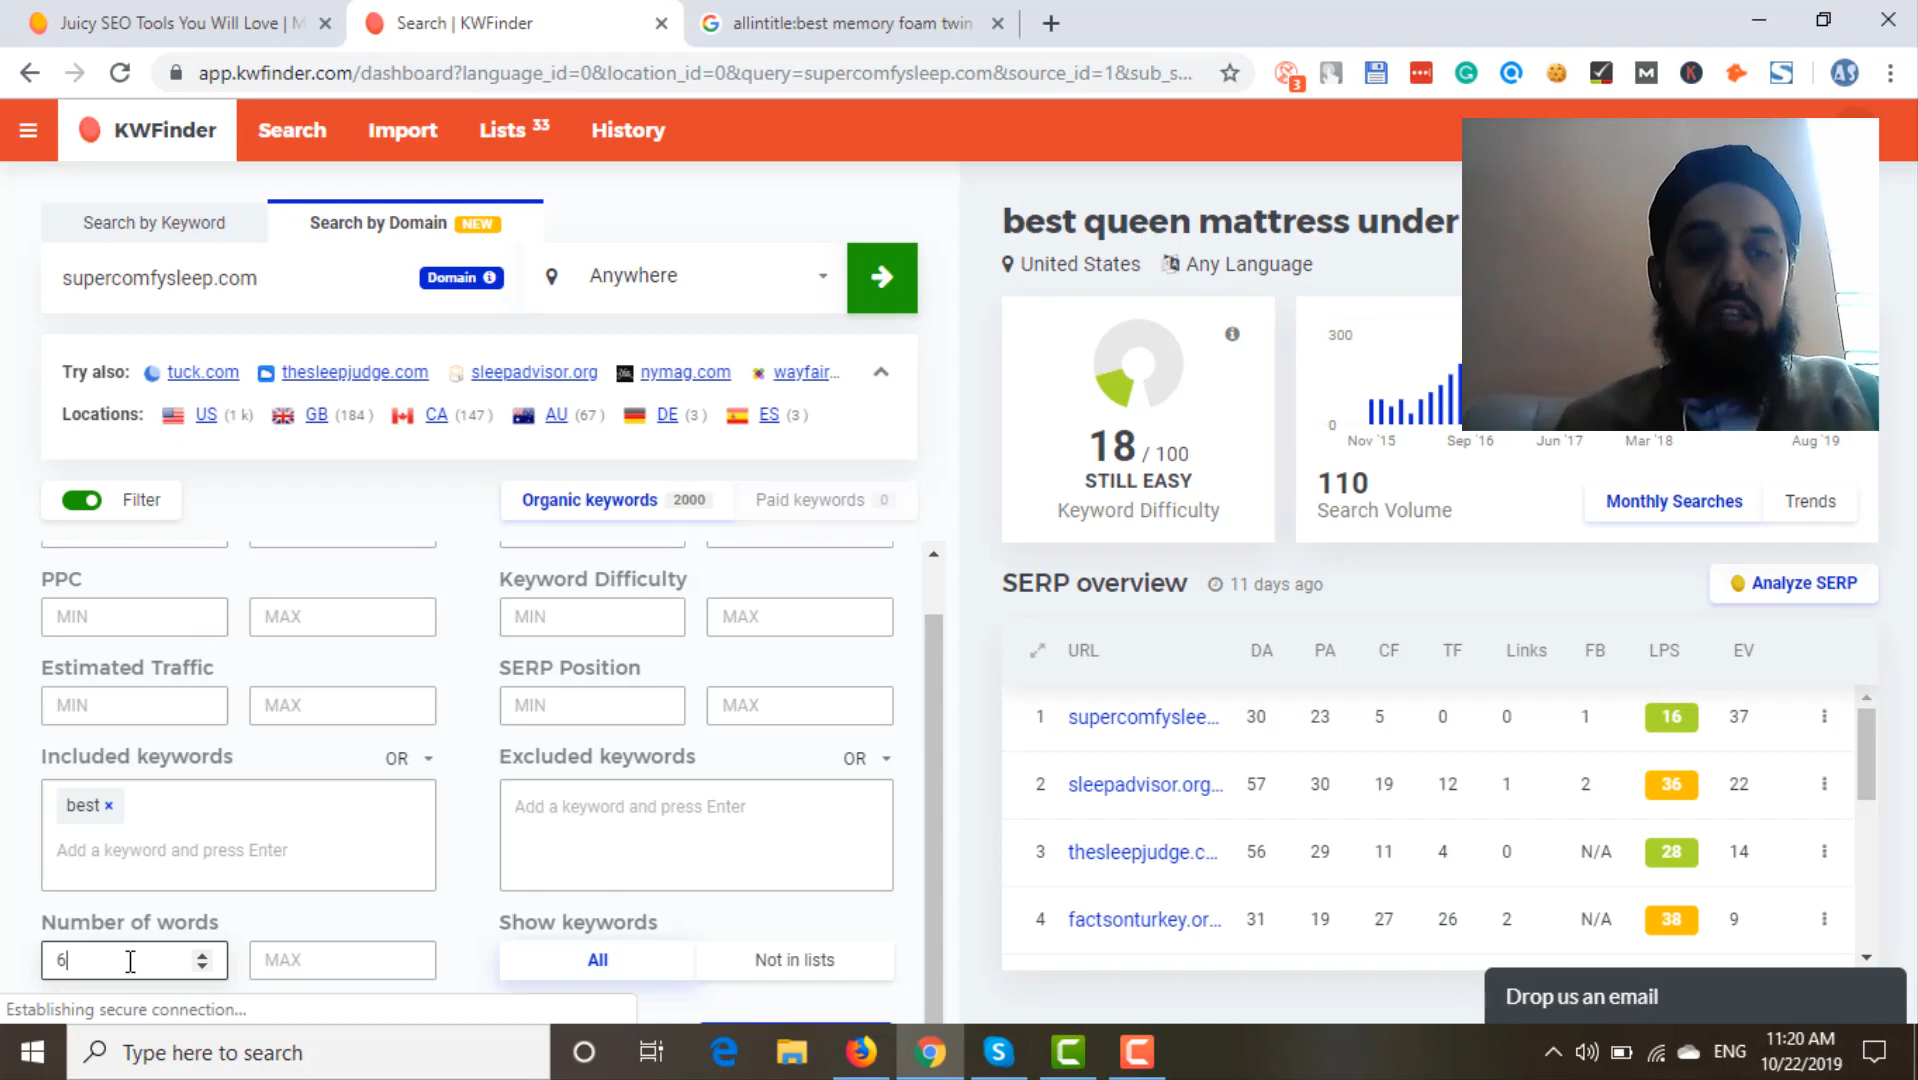 Juicy SEO Tools You Will Love | M
Search | KWFinder
allintitle:best memory foam twin
app.kwfinder.com/dashboard?language_id=0&location_id=0&query=supercomfysleep.com&source_id=1&sub_s...
3
AS
KWFinder
Search
Import
Lists 33
History
Search by Keyword
Search by Domain NEW
supercomfysleep.com
Domain
Anywhere
Try also: tuck.com thesleepjudge.com sleepadvisor.org nymag.com wayfair...
Locations: US (1 k) GB (184) CA (147) AU (67) DE (3) ES (3)
Filter
Organic keywords 2000
Paid keywords 0
PPC
MIN MAX
Keyword Difficulty
MIN MAX
Estimated Traffic
MIN MAX
SERP Position
MIN MAX
Included keywords OR
best ×
Add a keyword and press Enter
Excluded keywords OR
Add a keyword and press Enter
Number of words
6 MAX
Show keywords
All Not in lists
Establishing secure connection...
best queen mattress under
United States Any Language
18 / 100
STILL EASY
Keyword Difficulty
300
0
Nov '15 Sep '16 Jun '17 Mar '18 Aug '19
110
Search Volume
Monthly Searches Trends
SERP overview 11 days ago
Analyze SERP
URL DA PA CF TF Links FB LPS EV
1 supercomfyslee... 30 23 5 0 0 1 16 37
2 sleepadvisor.org... 57 30 19 12 1 2 36 22
3 thesleepjudge.c... 56 29 11 4 0 N/A 28 14
4 factsonturkey.or... 31 19 27 26 2 N/A 38 9
Drop us an email
Type here to search
ENG
11:20 AM
10/22/2019